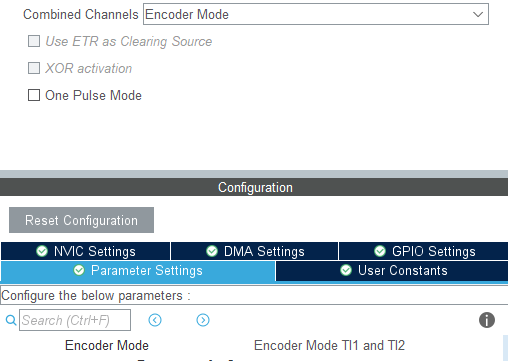 Combined Channels Encoder Mode
Use ETR as Clearing Source
XOR activation
One Pulse Mode
Configuration
Reset Configuration
NVIC Settings DMA Settings GPIO Settings
Parameter Settings User Constants
Configure the below parameters :
Search (Ctrl+F)
Encoder Mode Encoder Mode TI1 and TI2